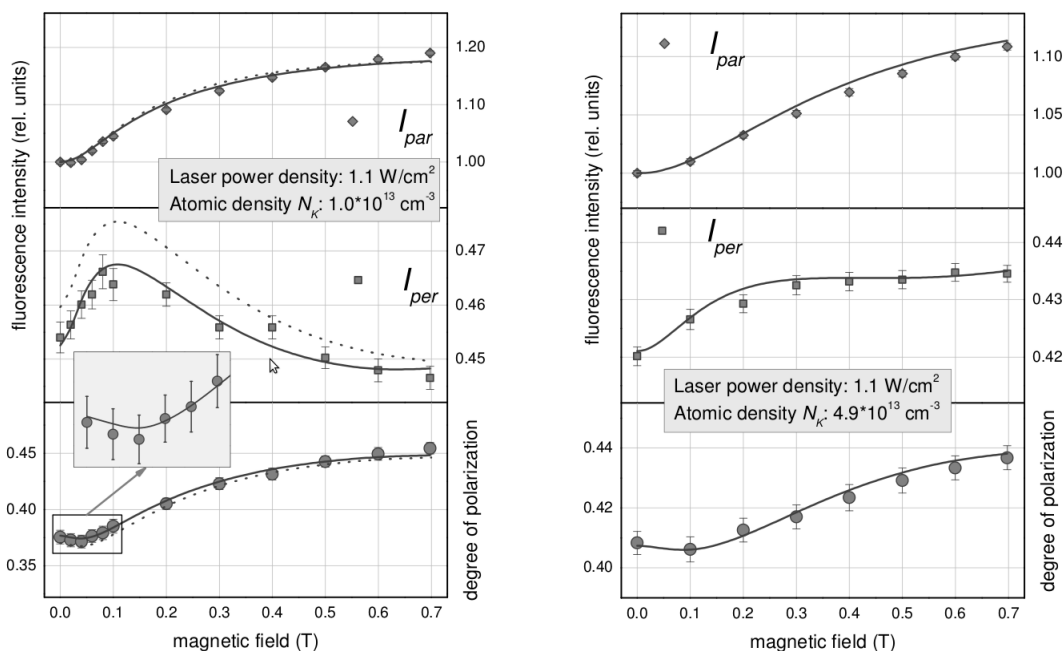 fluorescence intensity (rel. units)
1.20
1.10
1.00
I par
Laser power density: 1.1 W/cm²
Atomic density N_K: 1.0*10¹³ cm⁻³
0.47
0.46
0.45
I per
0.45
0.40
0.35
degree of polarization
0.0 0.1 0.2 0.3 0.4 0.5 0.6 0.7
magnetic field (T)
fluorescence intensity (rel. units)
I par
1.10
1.05
1.00
I per
0.44
0.43
0.42
Laser power density: 1.1 W/cm²
Atomic density N_K: 4.9*10¹³ cm⁻³
0.44
0.42
0.40
degree of polarization
0.0 0.1 0.2 0.3 0.4 0.5 0.6 0.7
magnetic field (T)